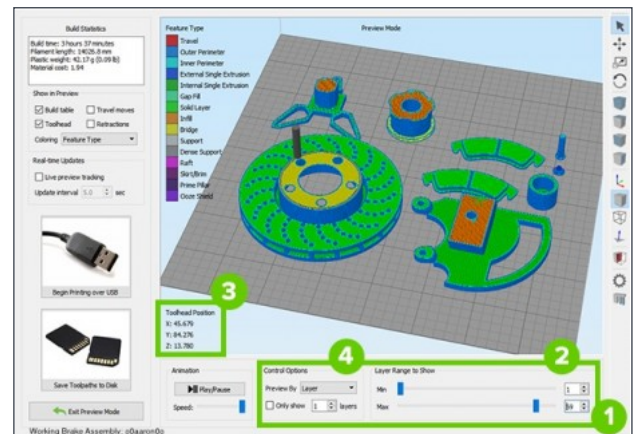 Build Statistics
Build time: 3 hours 37 minutes
Filament length: 14026.8 mm
Plastic weight: 42.17 g (0.09 lb)
Material cost: 1.94
Show in Preview
Build table
Travel moves
Toolhead
Retractions
Coloring Feature Type
Real-time Updates
Live preview tracking
Update interval 5.0 sec
Begin Printing over USB
Save Toolpaths to Disk
Exit Preview Mode
Working Brake Assembly:
Feature Type
Travel
Outer Perimeter
Inner Perimeter
External Single Extrusion
Internal Single Extrusion
Gap Fill
Solid Layer
Infill
Bridge
Support
Dense Support
Raft
Skirt/Brim
Prime Pillar
Ooze Shield
Preview Mode
3
Toolhead Position
X: 45.679
Y: 84.276
Z: 13.780
Animation
Play/Pause
Speed:
4
Control Options
Preview By Layer
Only show 1 layers
2
Layer Range to Show
Min 1
Max
1